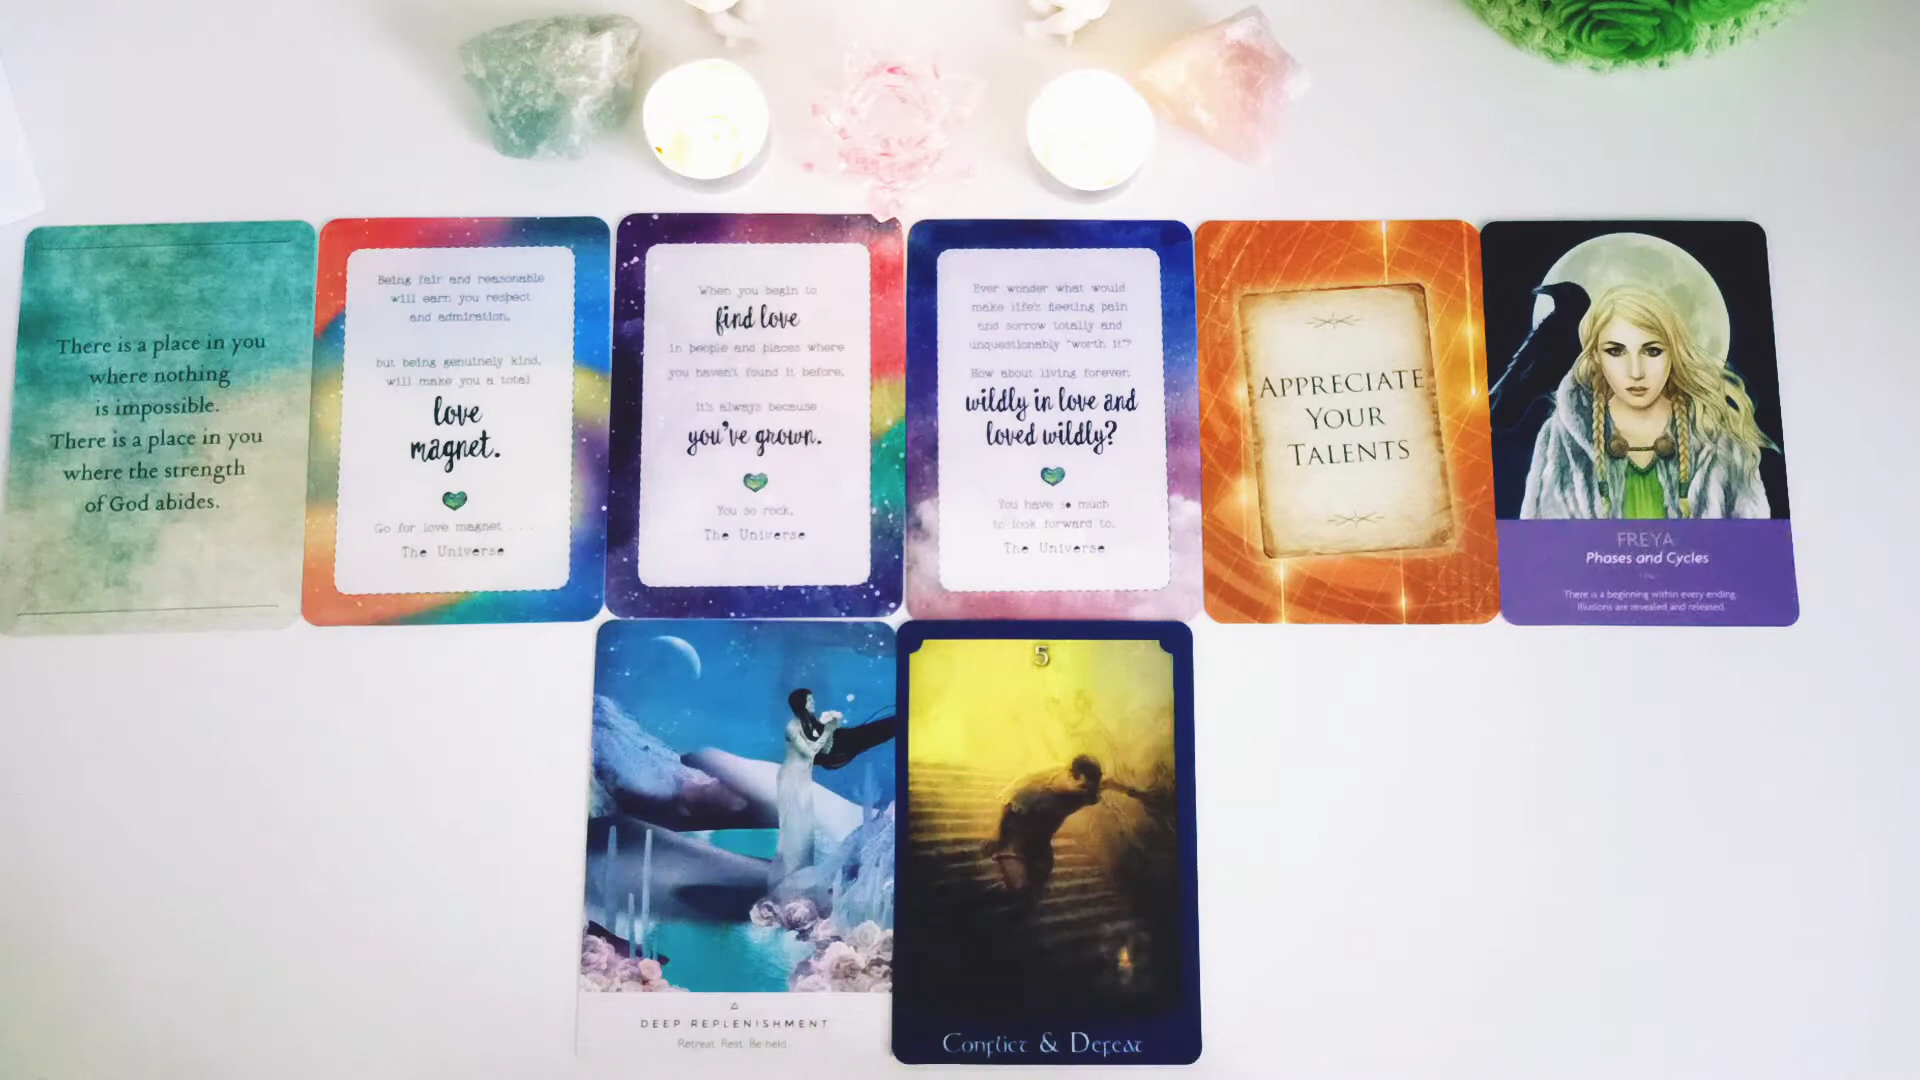 There is a place in you
where nothing
is impossible.
There is a place in you
where the strength
of God abides.
Being fair and reasonable
will earn you respect
and admiration,
but being genuinely kind,
will make you a total
love
magnet.
Go for love magnet . . .
The Universe
When you begin to
find love
in people and places where
you haven't found it before,
it's always because
you've grown.
You so rock,
The Universe
Ever wonder what would
make life's fleeting pain
and sorrow totally and
unquestionably "worth it"?
How about living forever,
wildly in love and
loved wildly?
You have so much
to look forward to,
The Universe
APPRECIATE
YOUR
TALENTS
FREYA
Phases and Cycles
There is a beginning within every ending.
Illusions are revealed and released.
DEEP REPLENISHMENT
Retreat. Rest. Be held.
5
Conflict & Defeat